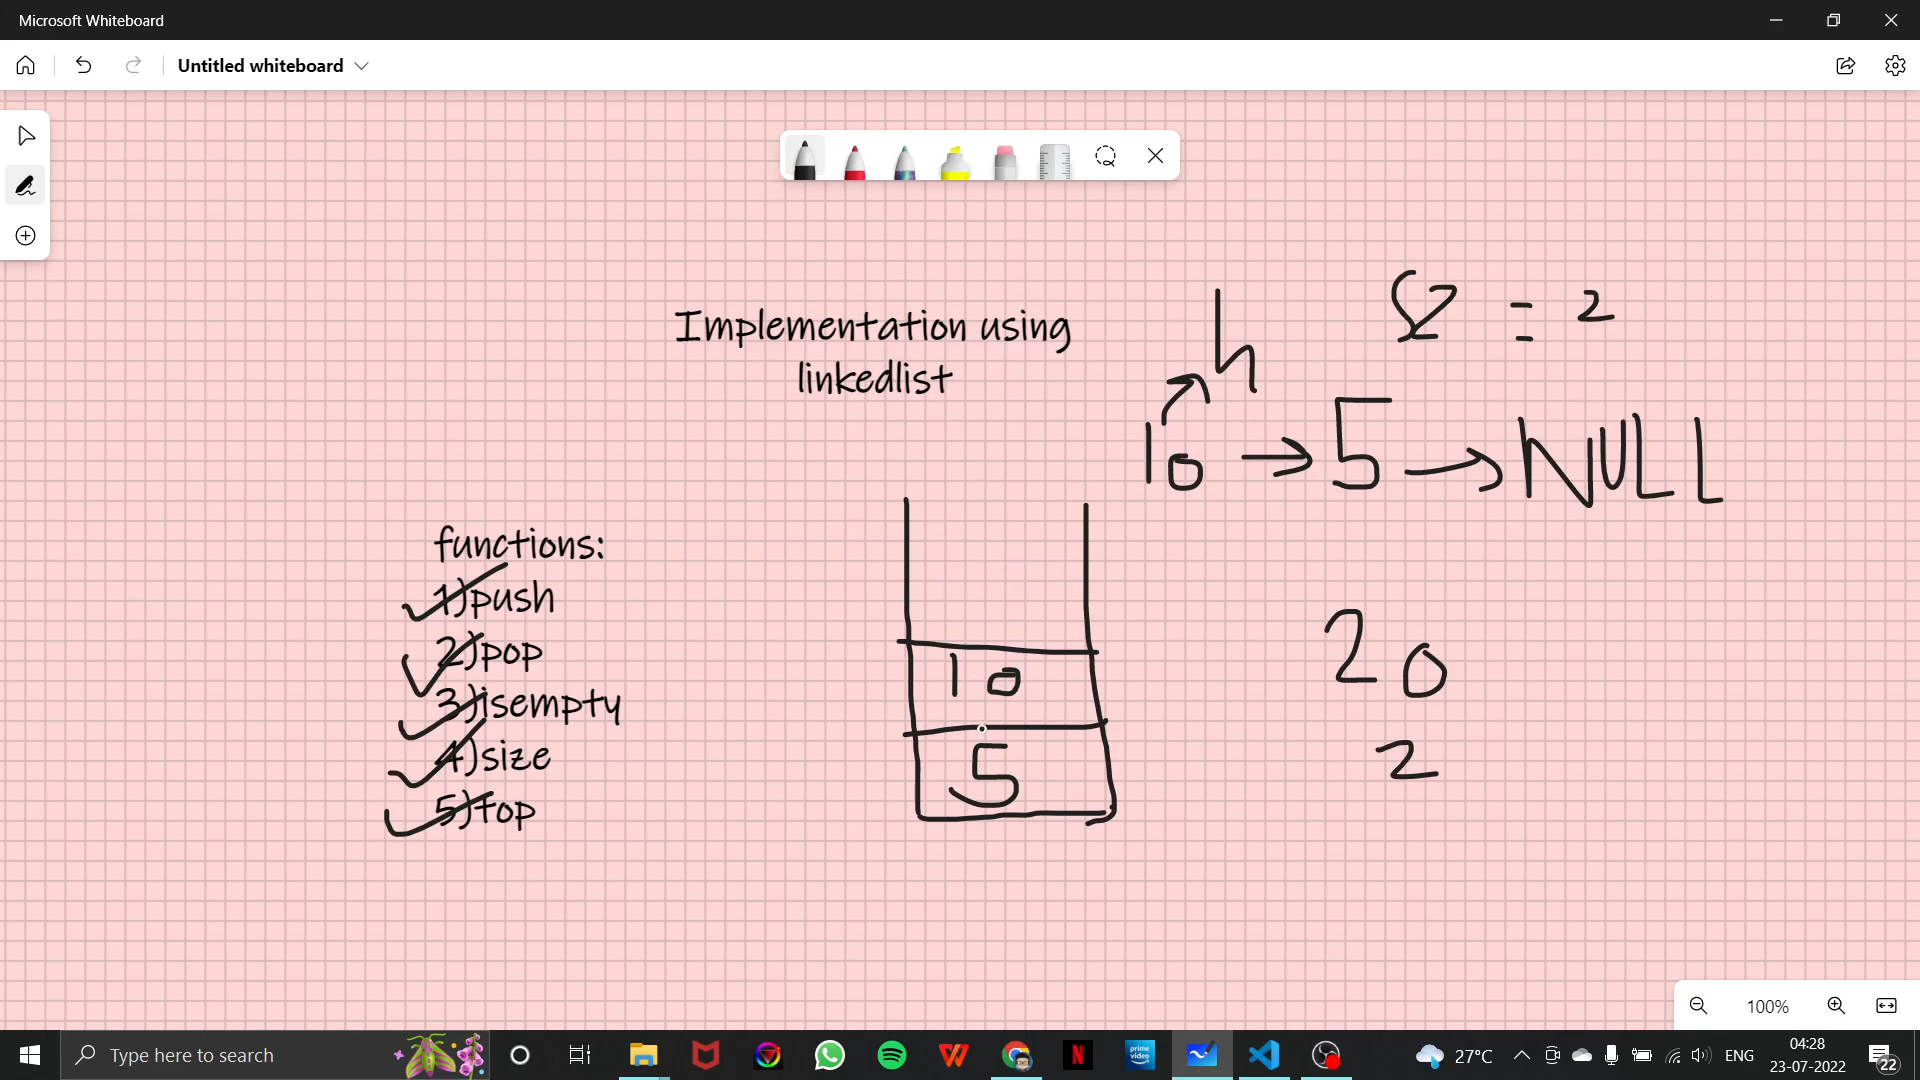 Microsoft Whiteboard
Untitled whiteboard
Implementation using
linkedlist
h
= 2
10 → 5 → NULL
functions:
1)push
2)pop
3)isempty
4)size
5)top
10
5
20
2
100%
Type here to search
27°C
ENG
04:28
23-07-2022
22
prime video
N